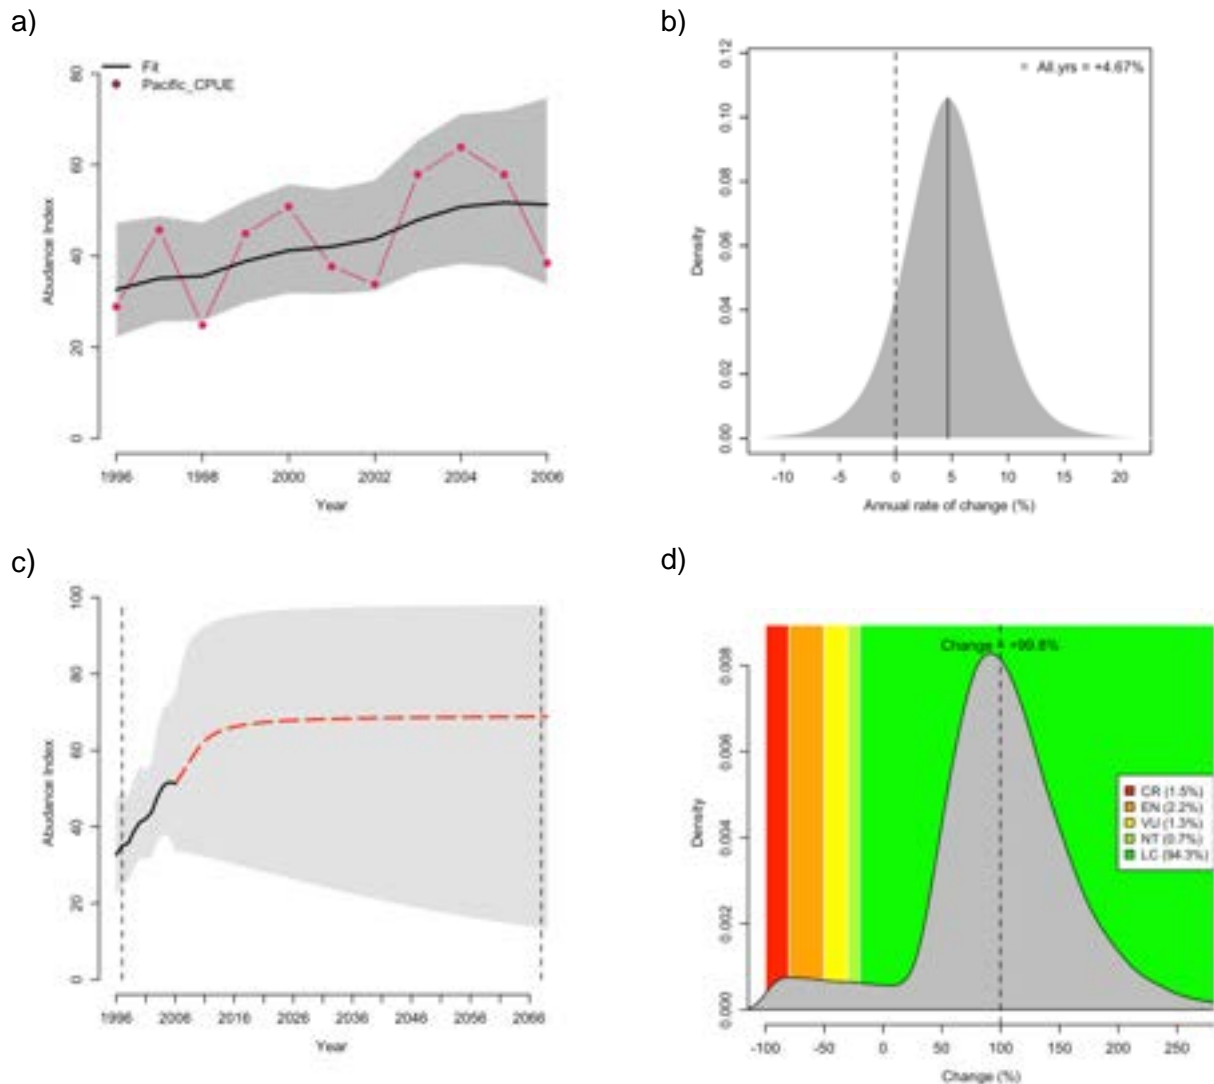 a)
Fit
Pacific_CPUE
80
60
40
20
0
Abudance Index
1996
1998
2000
2002
2004
2006
Year
b)
All.yrs = +4.67%
0.12
0.10
0.08
0.06
0.04
0.02
0.00
Density
-10
-5
0
5
10
15
20
Annual rate of change (%)
c)
100
80
60
40
20
0
Abudance Index
1996
2006
2016
2026
2036
2046
2056
2066
Year
d)
Change = +99.8%
0.008
0.006
0.004
0.002
0.000
Density
CR (1.5%)
EN (2.2%)
VU (1.3%)
NT (0.7%)
LC (94.3%)
-100
-50
0
50
100
150
200
250
Change (%)